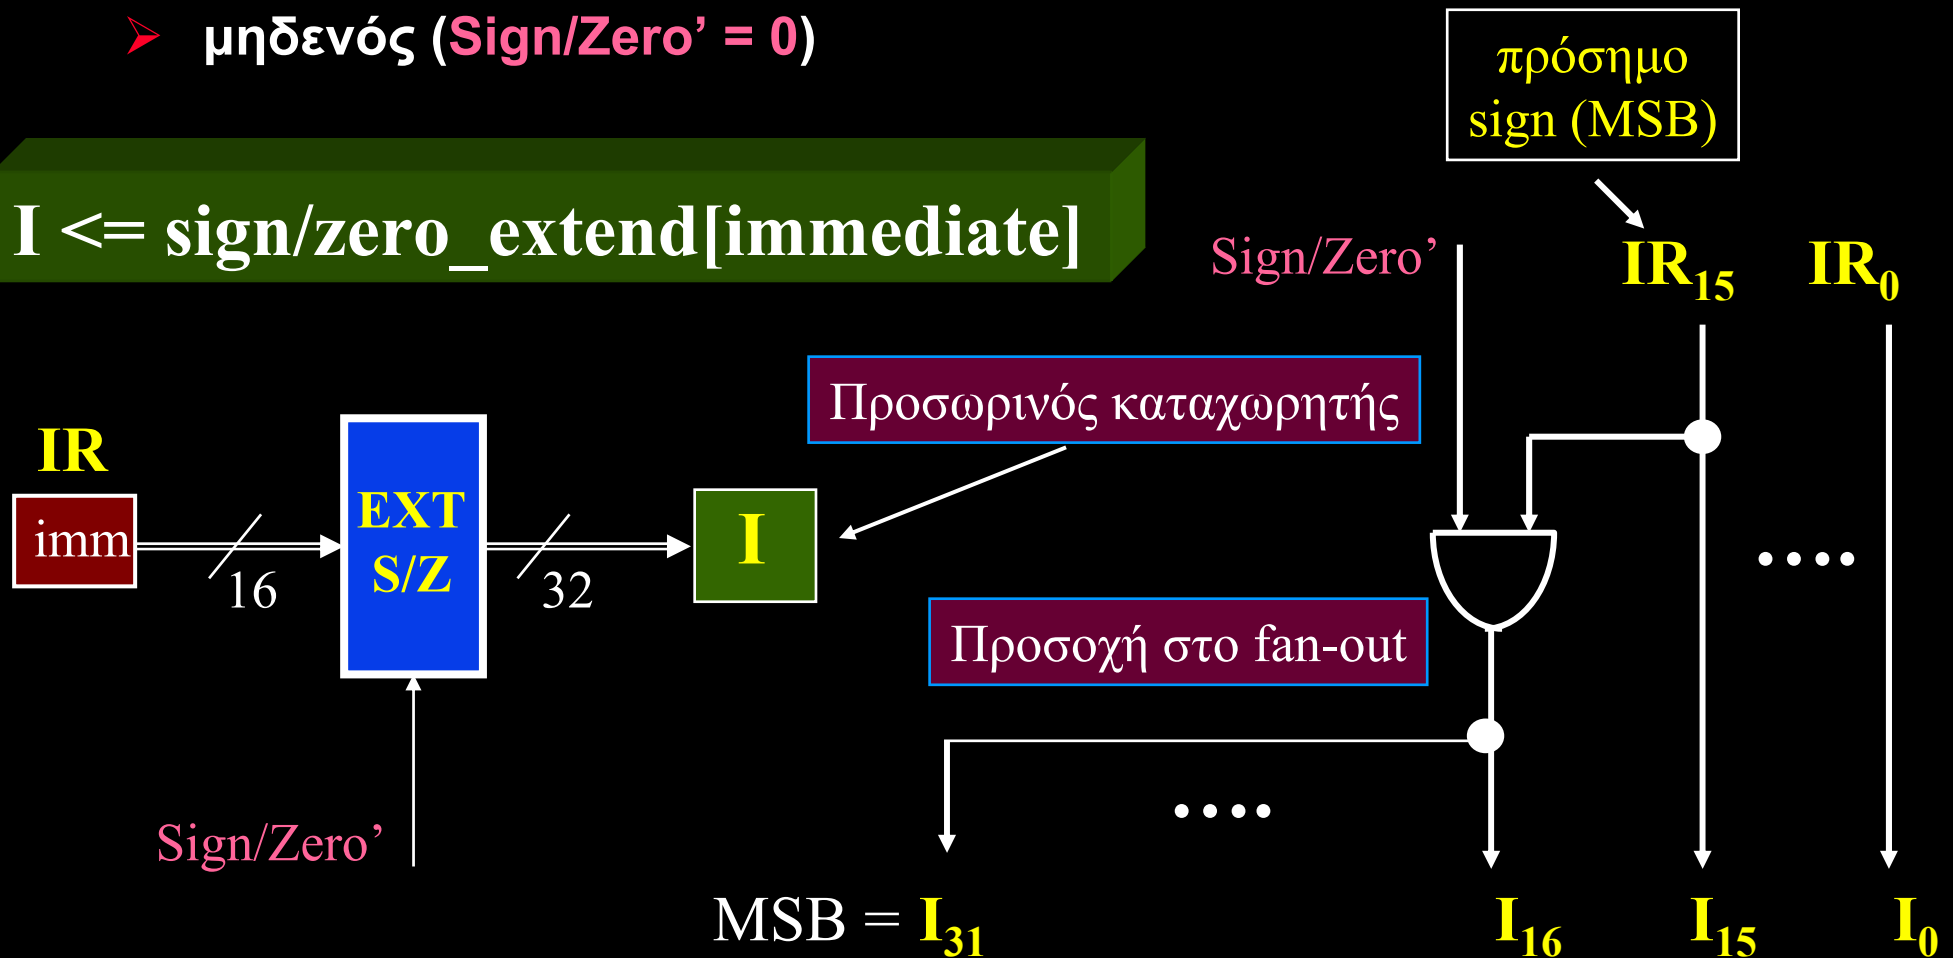 ➢ μηδενός (Sign/Zero’ = 0)
πρόσημο
sign (MSB)
I <= sign/zero_extend[immediate]
Sign/Zero’
IR15
IR0
Προσωρινός καταχωρητής
IR
imm
16
EXT
S/Z
32
I
....
Προσοχή στο fan-out
Sign/Zero’
....
MSB = I31
I16
I15
I0